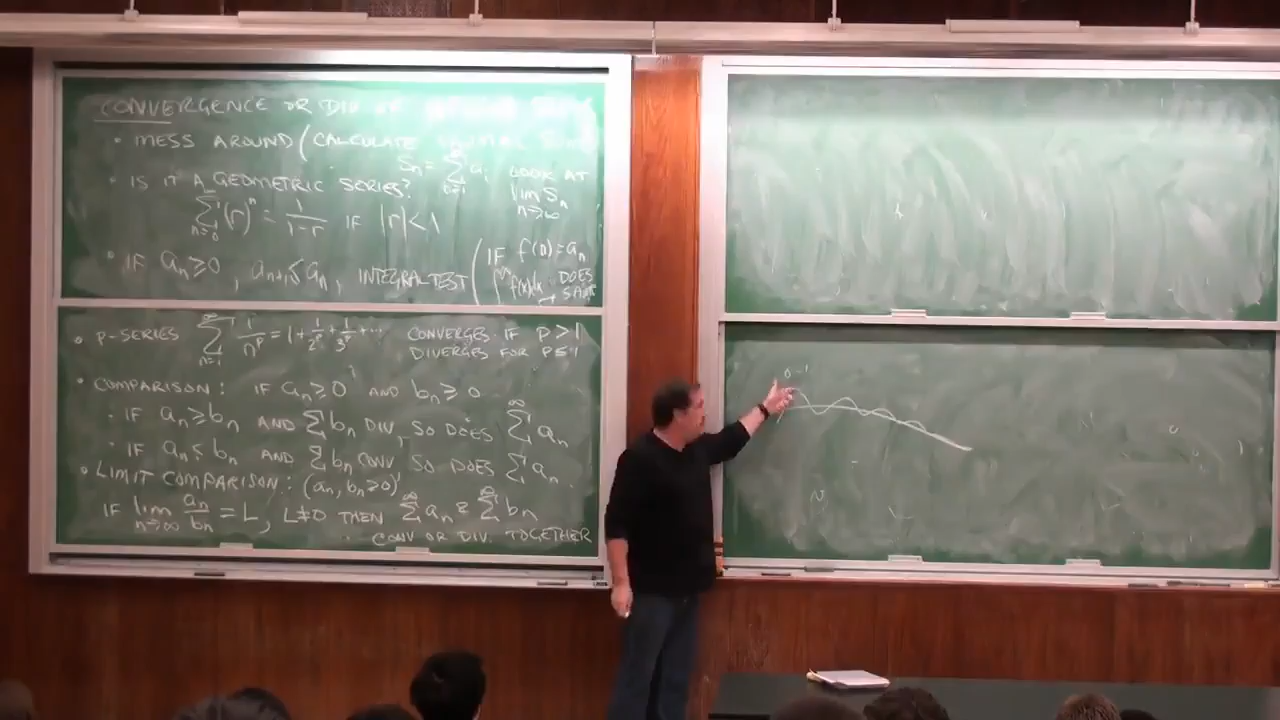 CONVERGENCE OR DIV OF
• MESS AROUND (CALCULATE
Sn = ∞∑i=1 ai LOOK AT
• IS IT A GEOMETRIC SERIES? lim Sn n→∞
∞∑n=0 (r)^n = 1/(1-r) IF |r|<1
• IF an ≥ 0, an+1 ≤ an, INTEGRAL TEST ( IF f(n) = an
∫ f(x)dx DOES
• P-SERIES ∞∑n=1 1/n^p = 1 + 1/2^p + 1/3^p + ... CONVERGES IF P > 1
DIVERGES FOR P ≤ 1
• COMPARISON: IF an ≥ 0 AND bn ≥ 0
· IF an ≥ bn AND ∑bn DIV, SO DOES ∞∑ an
· IF an ≤ bn AND ∑bn CONV, SO DOES ∑ an.
• LIMIT COMPARISON: (an, bn ≥ 0)
IF lim n→∞ an/bn = L, L≠0 THEN ∞∑ an & ∞∑ bn
CONV OR DIV. TOGETHER